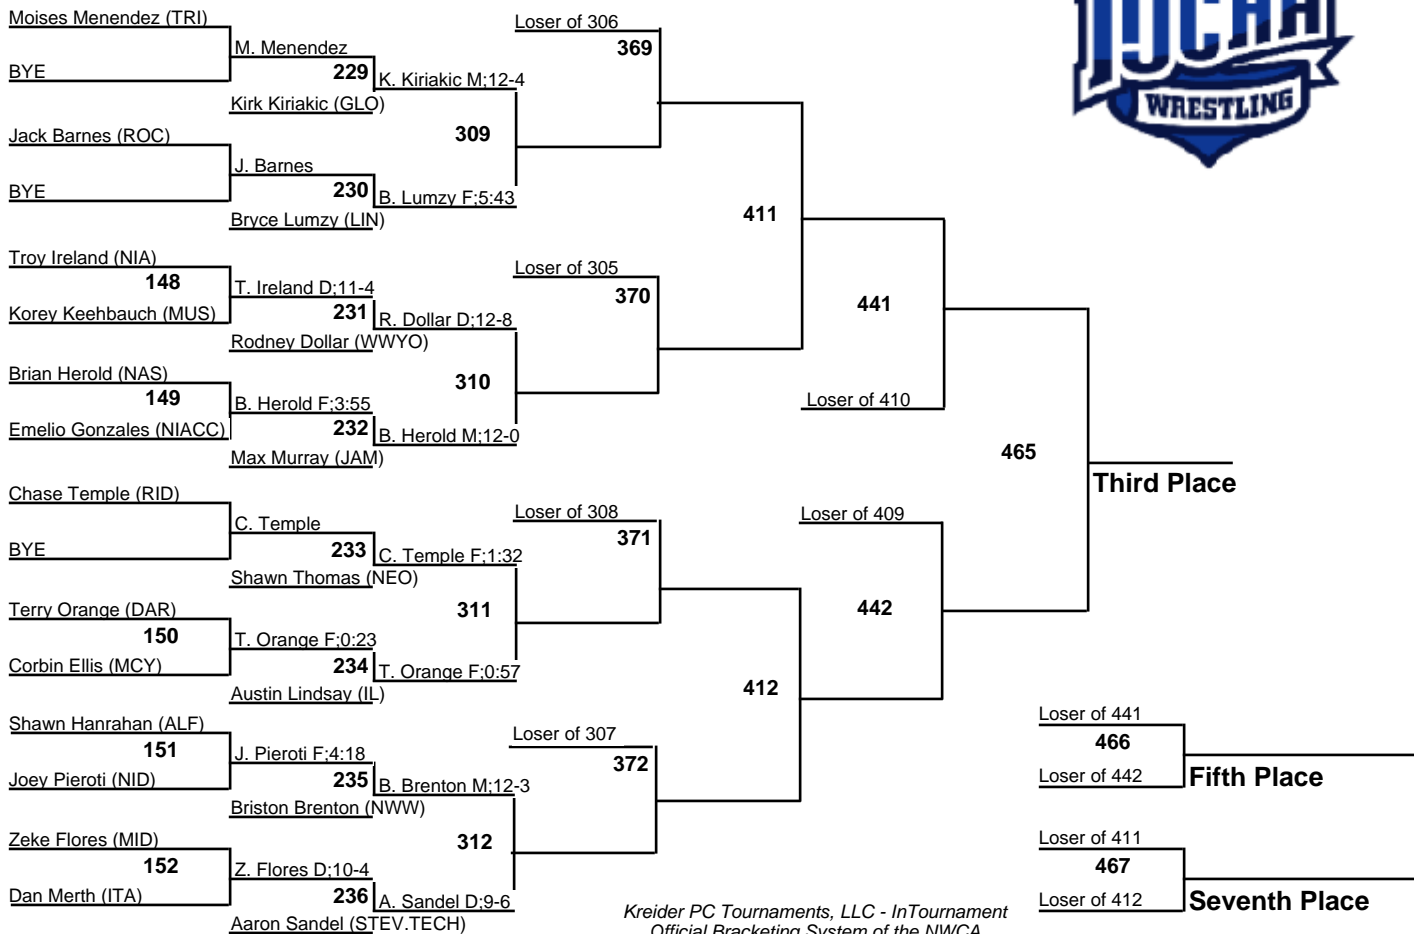 Moises Menendez (TRI)
BYE
M. Menendez
229
Kirk Kiriakic (GLO)
K. Kiriakic M;12-4
Jack Barnes (ROC)
BYE
J. Barnes
230
Bryce Lumzy (LIN)
B. Lumzy F;5:43
309
Loser of 306
369
Troy Ireland (NIA)
148
Korey Keehbauch (MUS)
T. Ireland D;11-4
231
Rodney Dollar (WWYO)
R. Dollar D;12-8
Brian Herold (NAS)
149
Emelio Gonzales (NIACC)
B. Herold F;3:55
232
Max Murray (JAM)
B. Herold M;12-0
310
Loser of 305
370
411
441
Loser of 410
Chase Temple (RID)
BYE
C. Temple
233
Shawn Thomas (NEO)
C. Temple F;1:32
Terry Orange (DAR)
150
Corbin Ellis (MCY)
T. Orange F;0:23
234
Austin Lindsay (IL)
T. Orange F;0:57
311
Loser of 308
371
Shawn Hanrahan (ALF)
151
Joey Pieroti (NID)
J. Pieroti F;4:18
235
Briston Brenton (NWW)
B. Brenton M;12-3
Zeke Flores (MID)
152
Dan Merth (ITA)
Z. Flores D;10-4
236
Aaron Sandel (STEV.TECH)
A. Sandel D;9-6
312
Loser of 307
372
412
Loser of 409
442
465
Third Place
Loser of 441
466
Loser of 442
Fifth Place
Loser of 411
467
Loser of 412
Seventh Place
NJCAA
WRESTLING
Kreider PC Tournaments, LLC - InTournament
Official Bracketing System of the NWCA